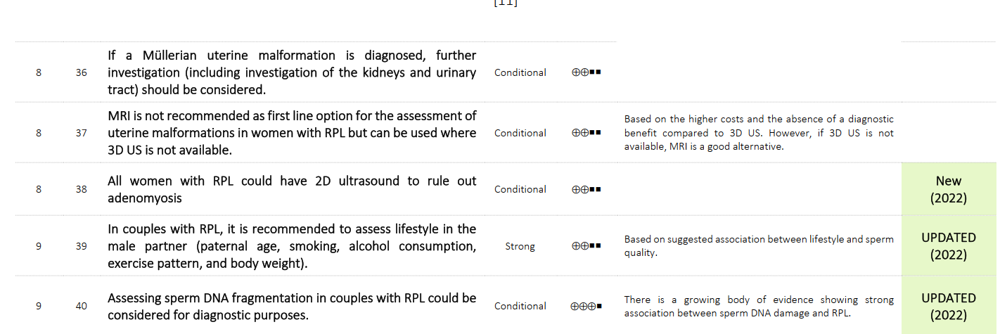 [11]
If a Müllerian uterine malformation is diagnosed, further
8 36 investigation (including investigation of the kidneys and urinary Conditional ⊕⊕■■
tract) should be considered.
MRI is not recommended as first line option for the assessment of
8 37 uterine malformations in women with RPL but can be used where Conditional ⊕⊕■■
3D US is not available.
Based on the higher costs and the absence of a diagnostic
benefit compared to 3D US. However, if 3D US is not
available, MRI is a good alternative.
8 38 All women with RPL could have 2D ultrasound to rule out
adenomyosis
Conditional ⊕⊕■■
New
(2022)
In couples with RPL, it is recommended to assess lifestyle in the
9 39 male partner (paternal age, smoking, alcohol consumption, Strong ⊕⊕■■
exercise pattern, and body weight).
Based on suggested association between lifestyle and sperm
quality.
UPDATED
(2022)
9 40 Assessing sperm DNA fragmentation in couples with RPL could be
considered for diagnostic purposes.
Conditional ⊕⊕⊕■
There is a growing body of evidence showing strong
association between sperm DNA damage and RPL.
UPDATED
(2022)